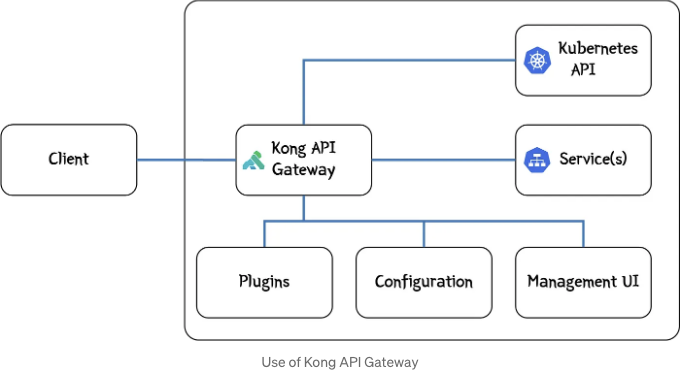 Kubernetes
API
Client
Kong API
Gateway
Service(s)
Plugins
Configuration
Management UI
Use of Kong API Gateway